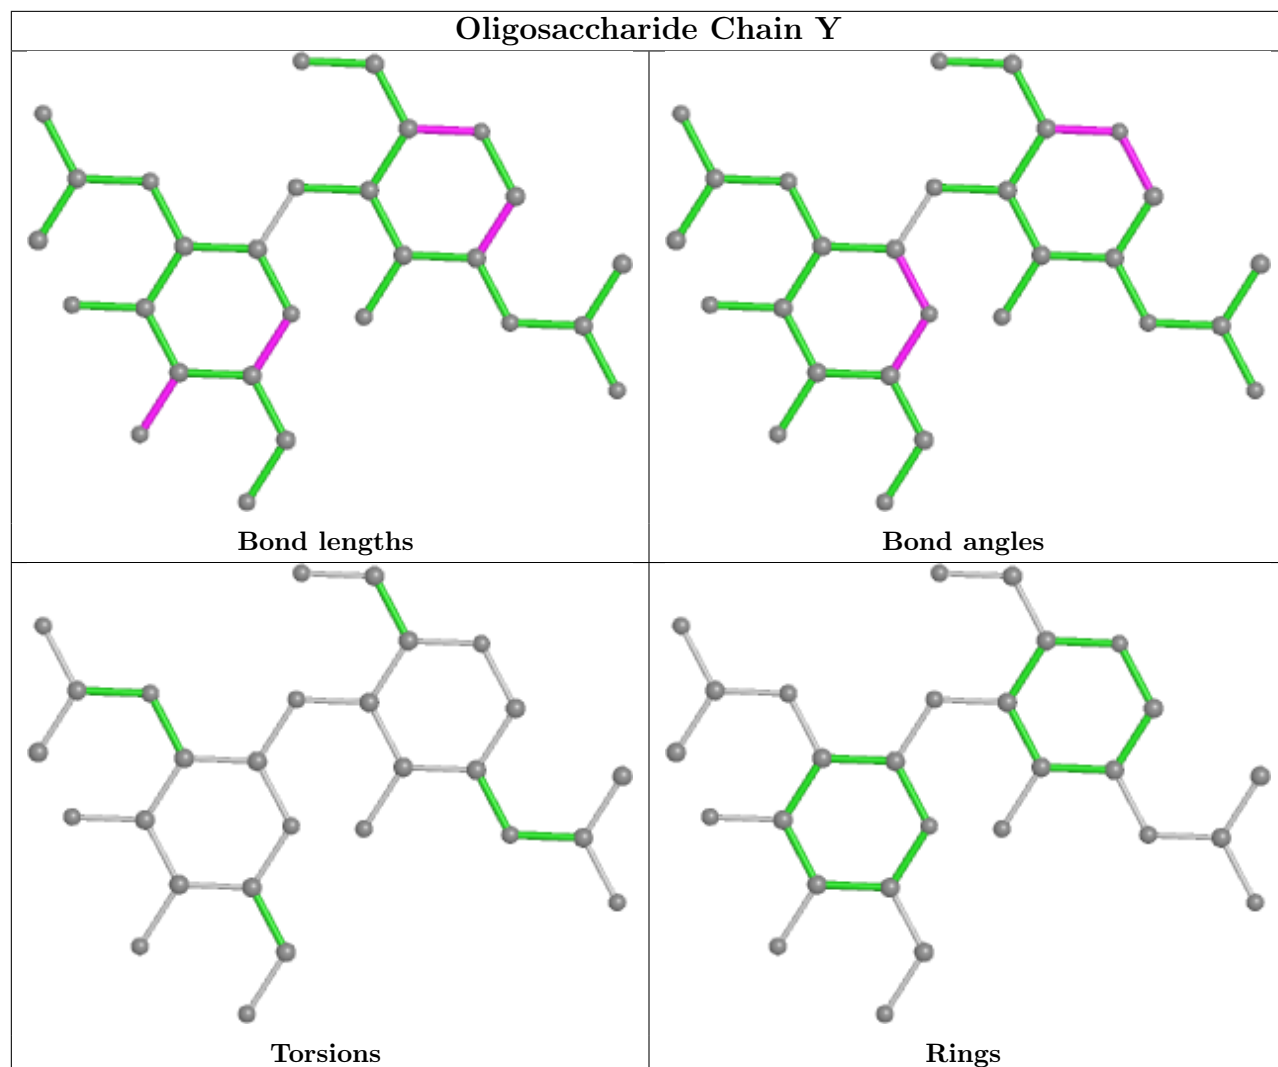 Oligosaccharide Chain Y
Bond lengths
Bond angles
Torsions
Rings